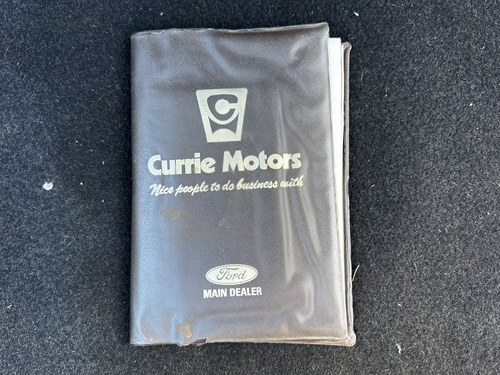 C
Currie Motors
Nice people to do business with
Ford
MAIN DEALER